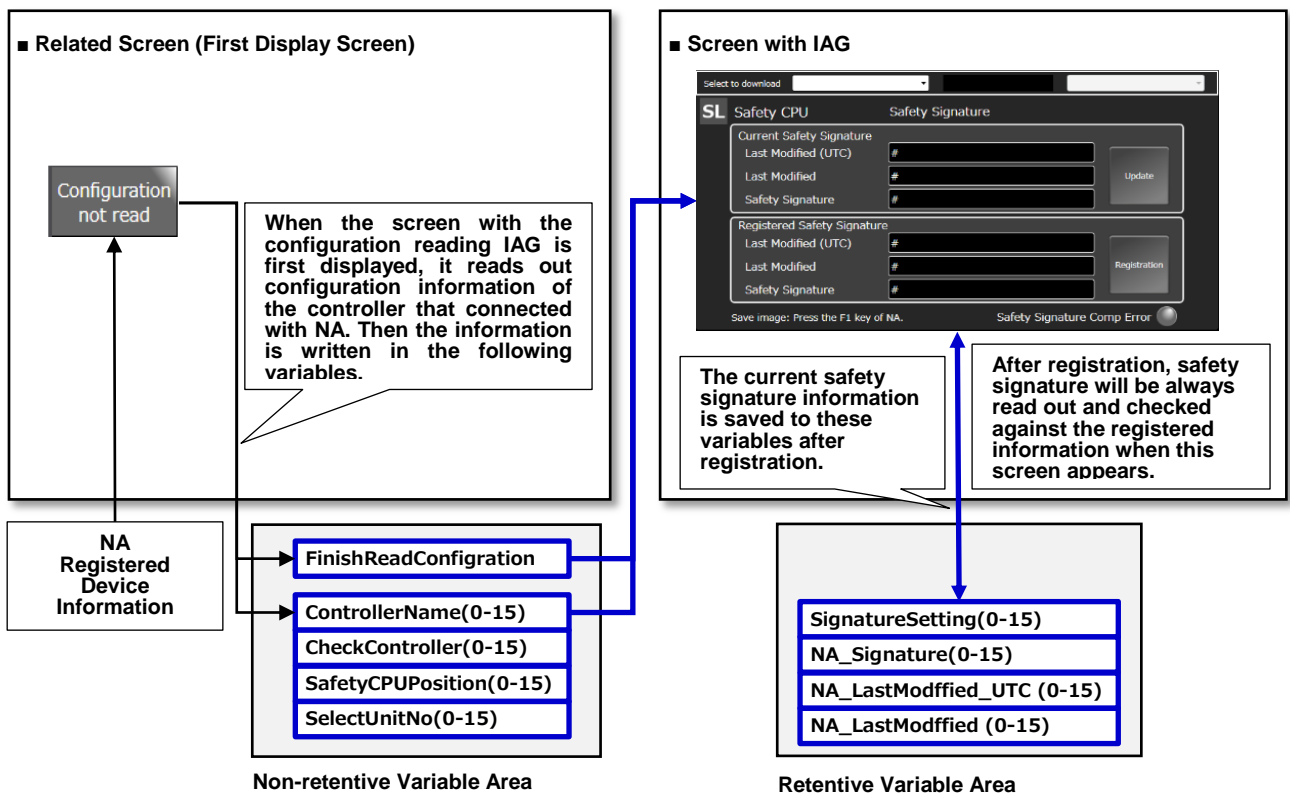 ■ Related Screen (First Display Screen)
Configuration
not read
When the screen with the
configuration reading IAG is
first displayed, it reads out
configuration information of
the controller that connected
with NA. Then the information
is written in the following
variables.
NA
Registered
Device
Information
FinishReadConfigration
ControllerName(0-15)
CheckController(0-15)
SafetyCPUPosition(0-15)
SelectUnitNo(0-15)
Non-retentive Variable Area
■ Screen with IAG
Select to download
SL Safety CPU Safety Signature
Current Safety Signature
Last Modified (UTC) #
Last Modified #
Safety Signature #
Update
Registered Safety Signature
Last Modified (UTC) #
Last Modified #
Safety Signature #
Registration
Save image: Press the F1 key of NA. Safety Signature Comp Error
The current safety
signature information
is saved to these
variables after
registration.
After registration, safety
signature will be always
read out and checked
against the registered
information when this
screen appears.
SignatureSetting(0-15)
NA_Signature(0-15)
NA_LastModffied_UTC (0-15)
NA_LastModffied (0-15)
Retentive Variable Area